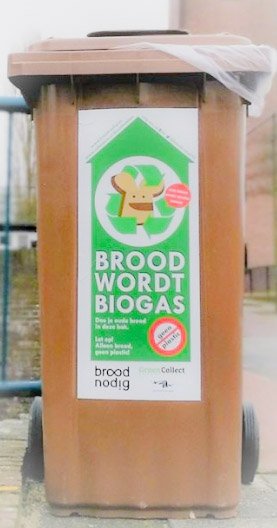 BROOD
WORDT
BIOGAS
Doe je oude brood
in deze bak.
Let op!
Alleen brood,
geen plastic!
geen
plastic
brood
nodig
GreenCollect